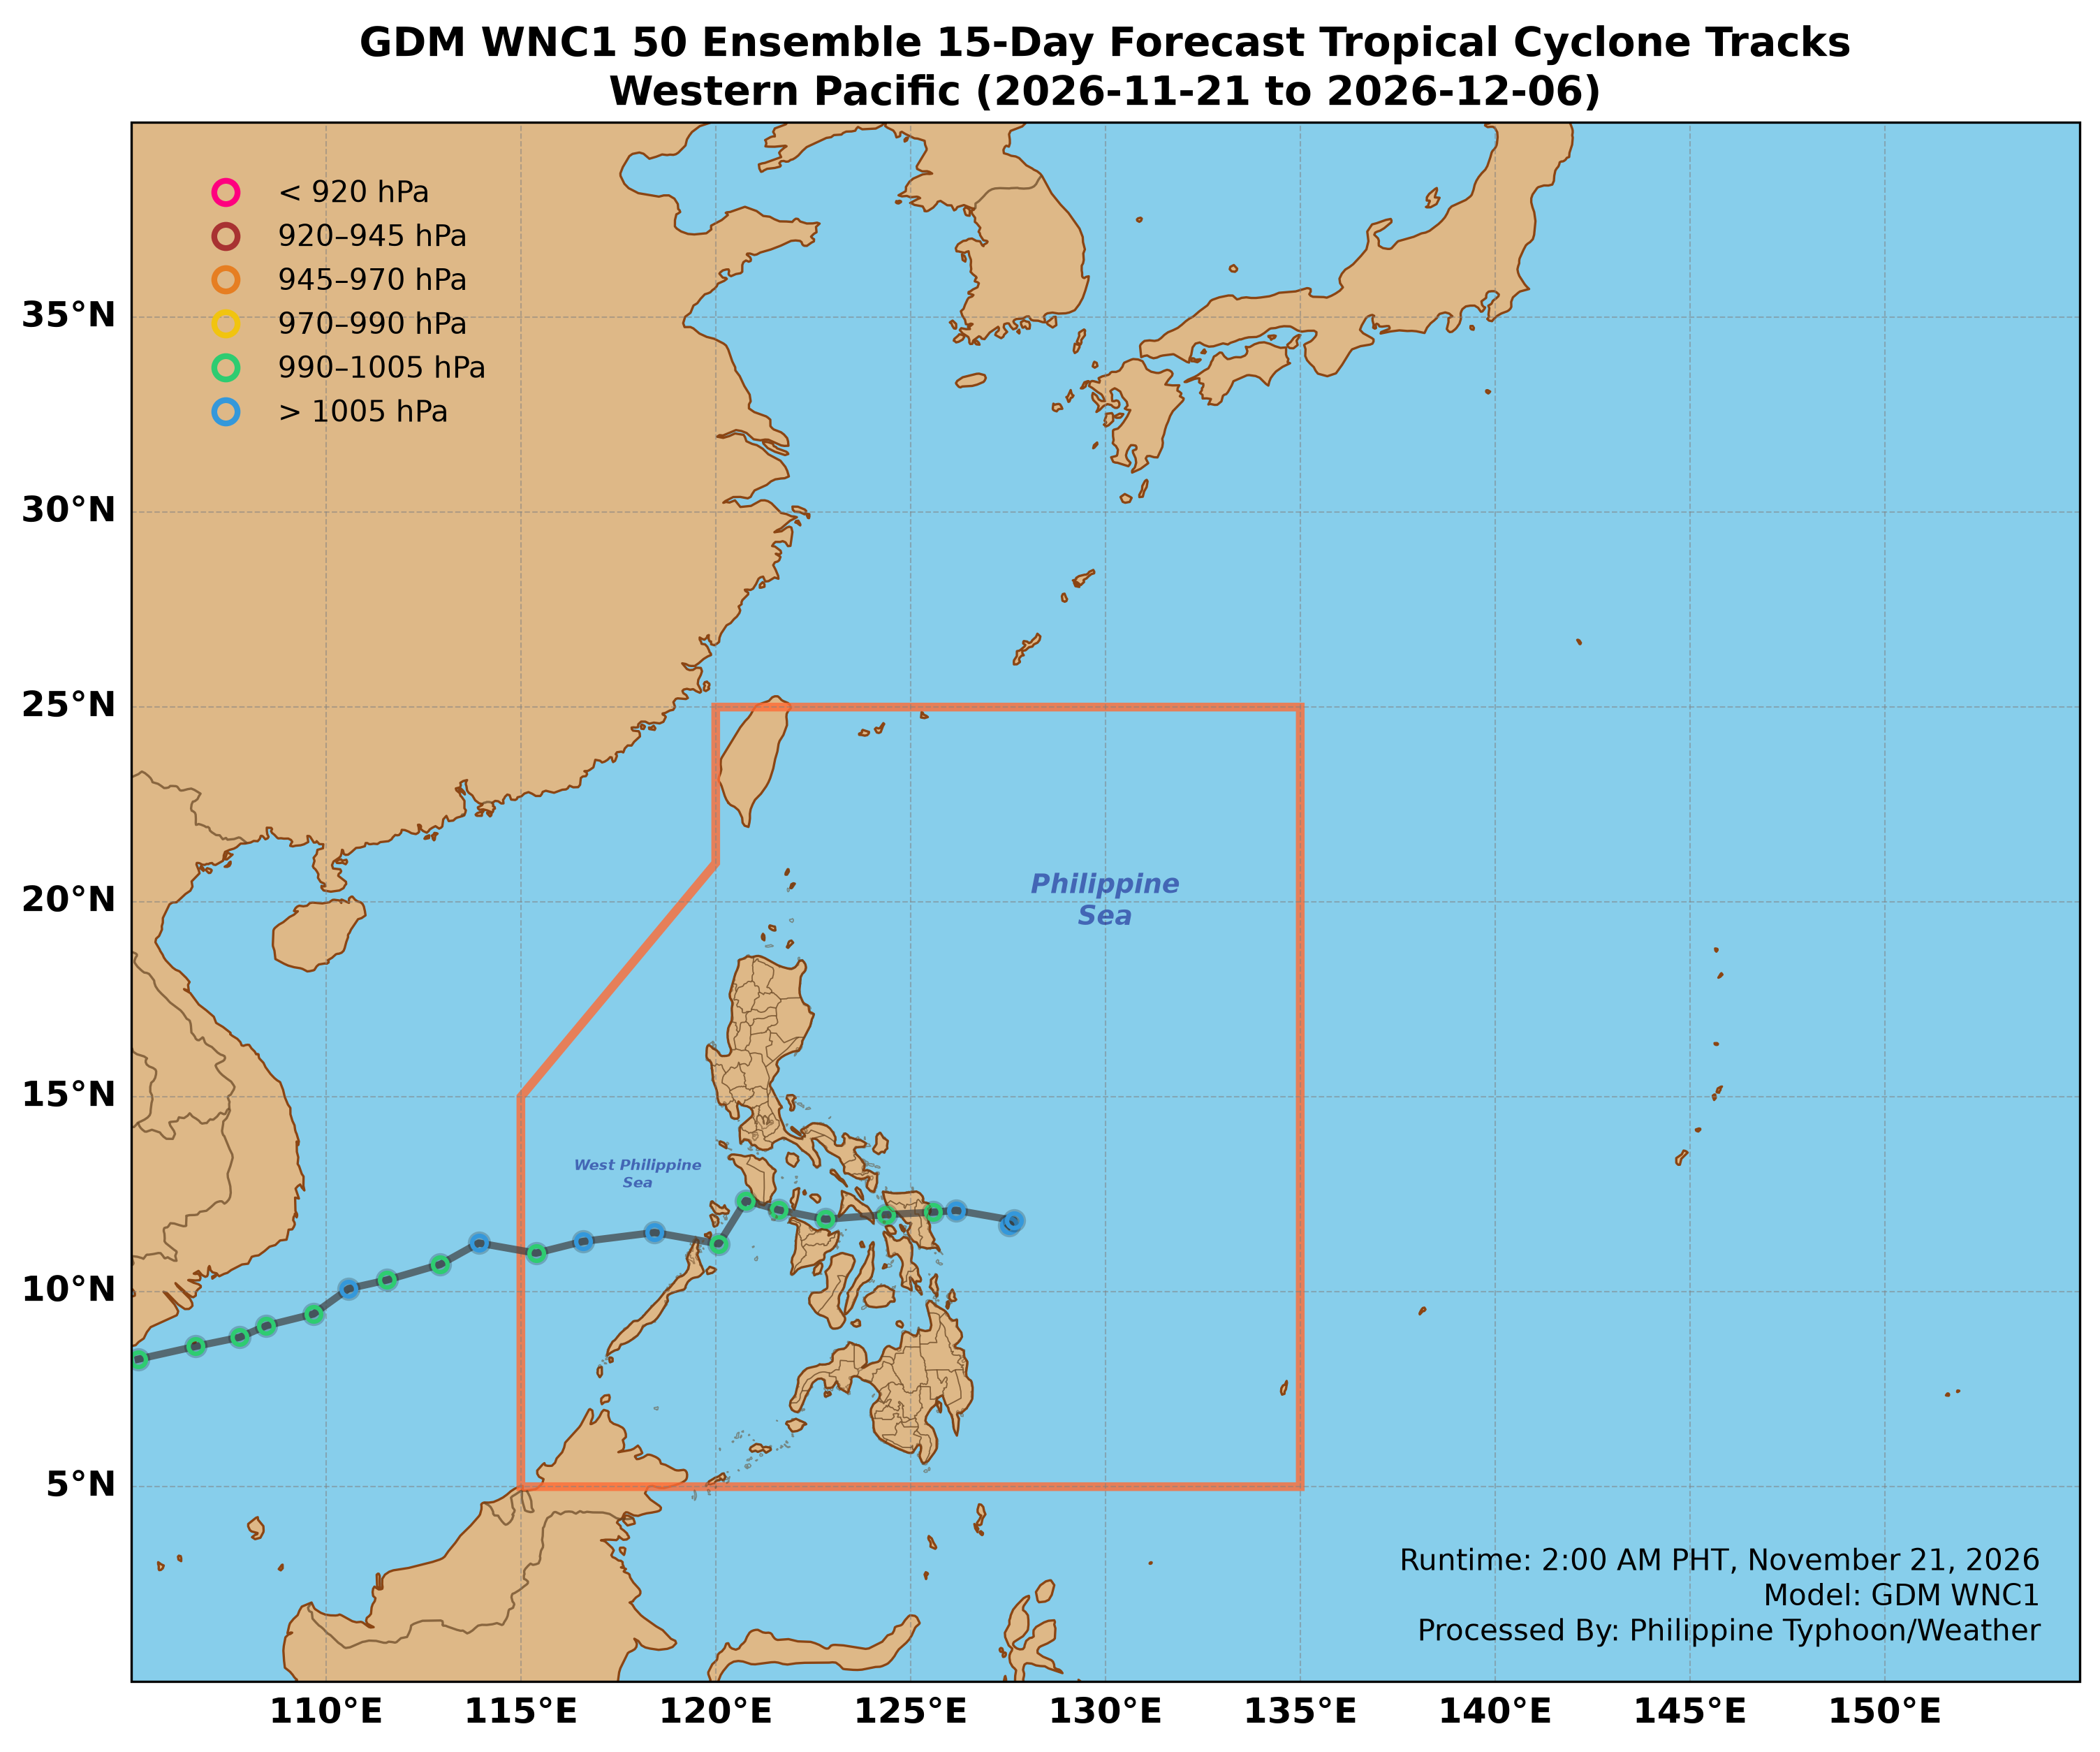 GDM WNC1 50 Ensemble 15-Day Forecast Tropical Cyclone Tracks
Western Pacific (2026-11-21 to 2026-12-06)
< 920 hPa
920–945 hPa
945–970 hPa
970–990 hPa
990–1005 hPa
> 1005 hPa
35°N
30°N
25°N
20°N
15°N
10°N
5°N
Philippine
Sea
West Philippine
Sea
Runtime: 2:00 AM PHT, November 21, 2026
Model: GDM WNC1
Processed By: Philippine Typhoon/Weather
110°E
115°E
120°E
125°E
130°E
135°E
140°E
145°E
150°E